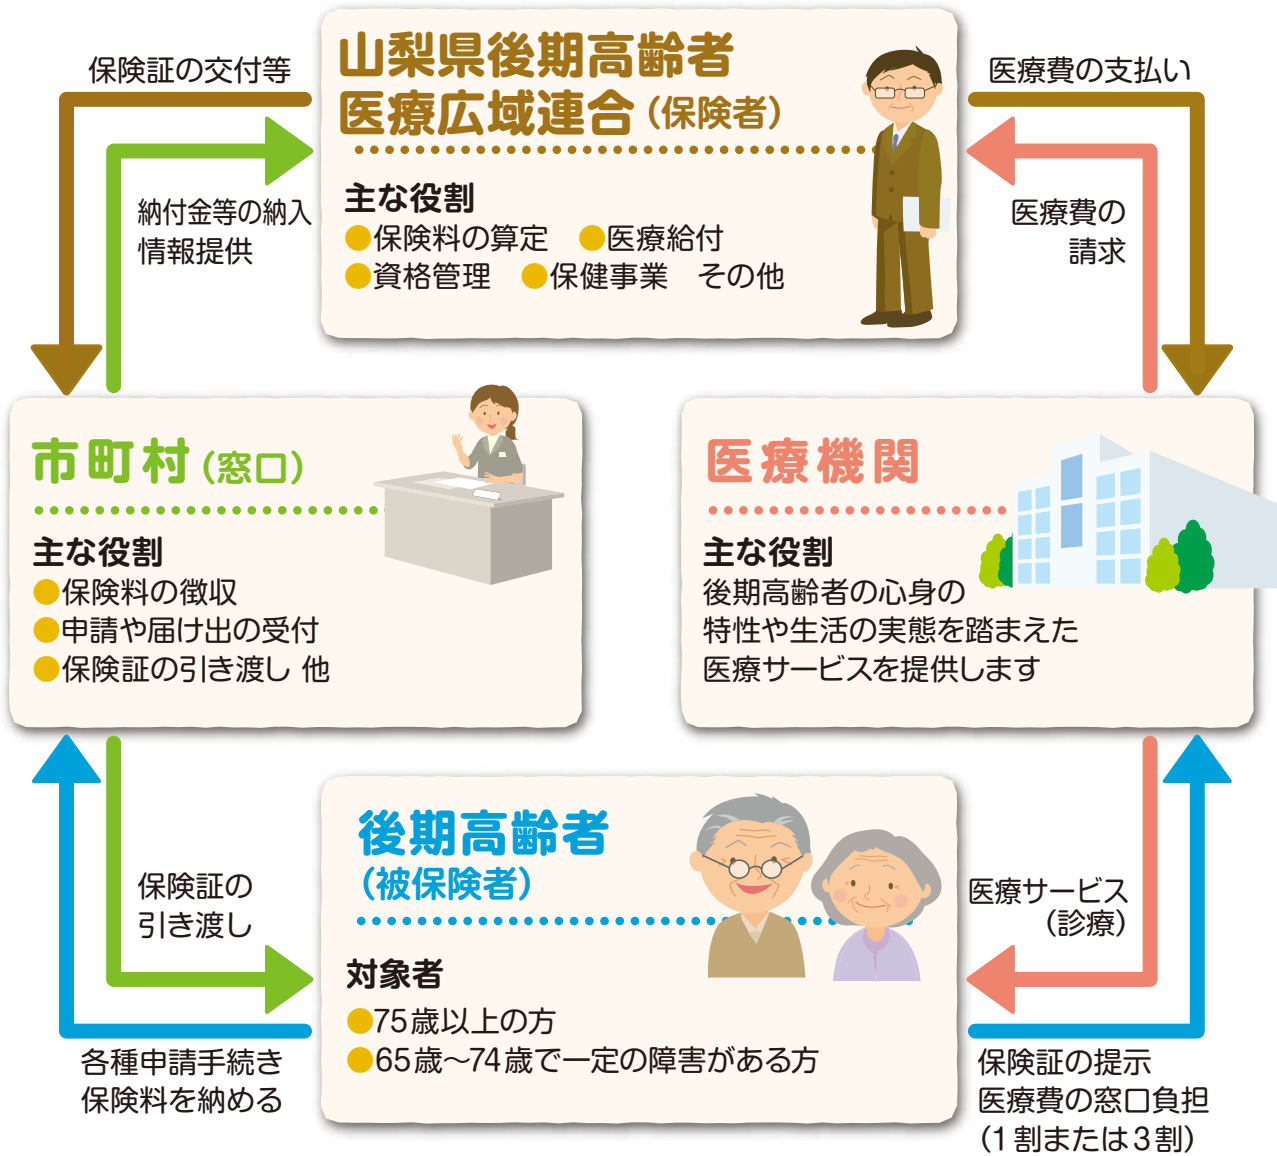 山梨県後期高齢者
医療広域連合（保険者）
主な役割
●保険料の算定　●医療給付
●資格管理　●保健事業　その他
保険証の交付等
納付金等の納入
情報提供
医療費の支払い
医療費の
請求
市町村（窓口）
主な役割
●保険料の徴収
●申請や届け出の受付
●保険証の引き渡し 他
医療機関
主な役割
後期高齢者の心身の
特性や生活の実態を踏まえた
医療サービスを提供します
保険証の
引き渡し
各種申請手続き
保険料を納める
後期高齢者
（被保険者）
対象者
●75歳以上の方
●65歳〜74歳で一定の障害がある方
医療サービス
（診療）
保険証の提示
医療費の窓口負担
（1割または3割）